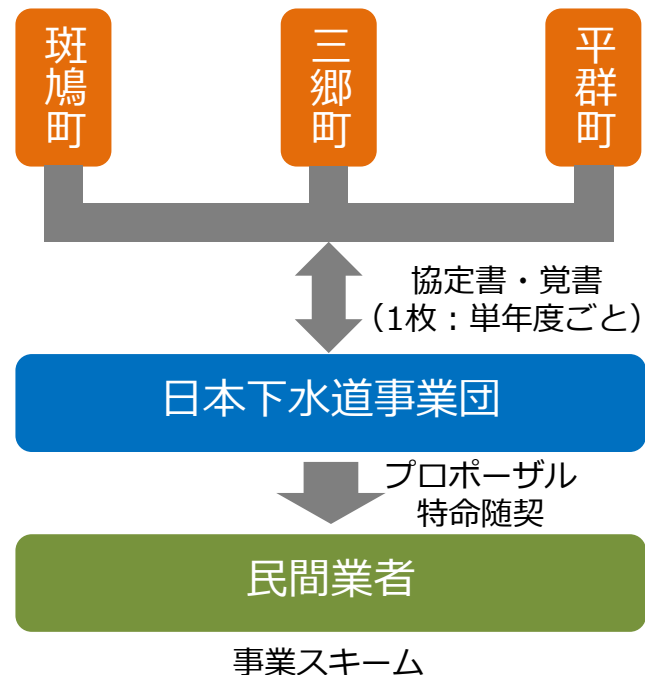 斑鳩町
三郷町
平群町
協定書・覚書
（1枚：単年度ごと）
日本下水道事業団
プロポーザル
特命随契
民間業者
事業スキーム